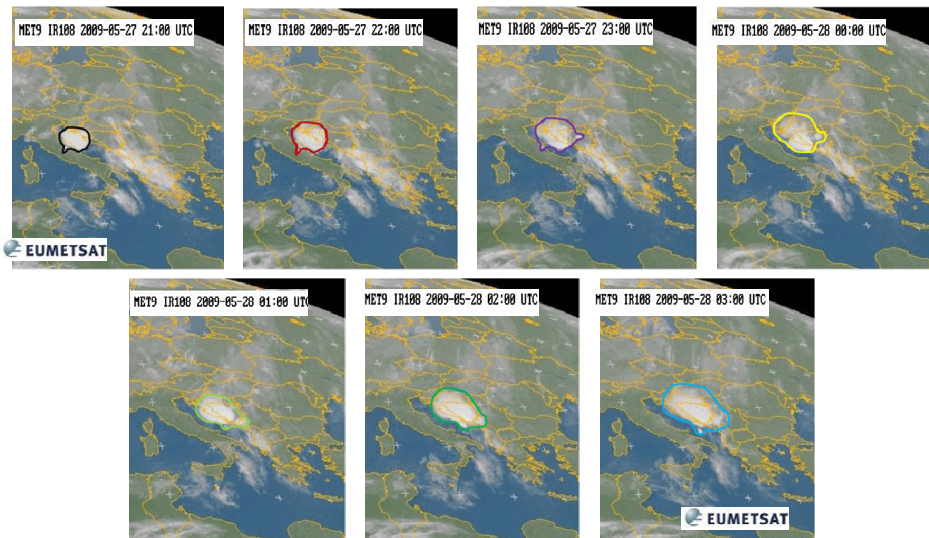 MET9 IR108 2009-05-27 21:00 UTC
MET9 IR108 2009-05-27 22:00 UTC
MET9 IR108 2009-05-27 23:00 UTC
MET9 IR108 2009-05-28 00:00 UTC
EUMETSAT
MET9 IR108 2009-05-28 01:00 UTC
MET9 IR108 2009-05-28 02:00 UTC
MET9 IR108 2009-05-28 03:00 UTC
EUMETSAT